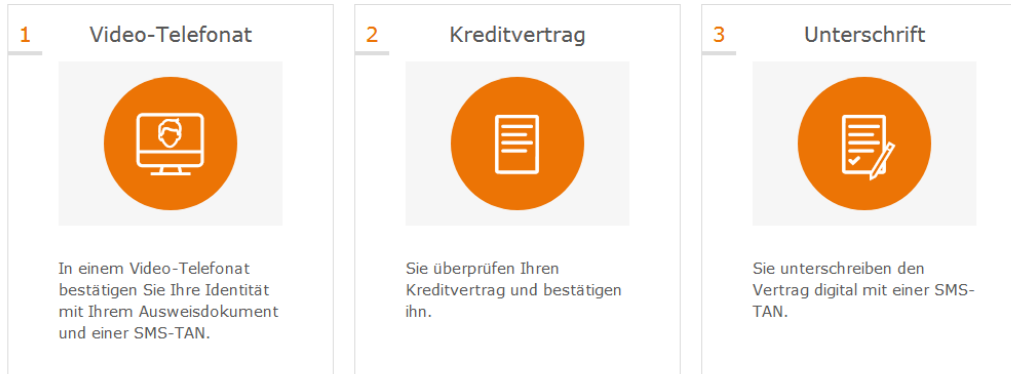 1 Video-Telefonat
In einem Video-Telefonat
bestätigen Sie Ihre Identität
mit Ihrem Ausweisdokument
und einer SMS-TAN.
2 Kreditvertrag
Sie überprüfen Ihren
Kreditvertrag und bestätigen
ihn.
3 Unterschrift
Sie unterschreiben den
Vertrag digital mit einer SMS-
TAN.